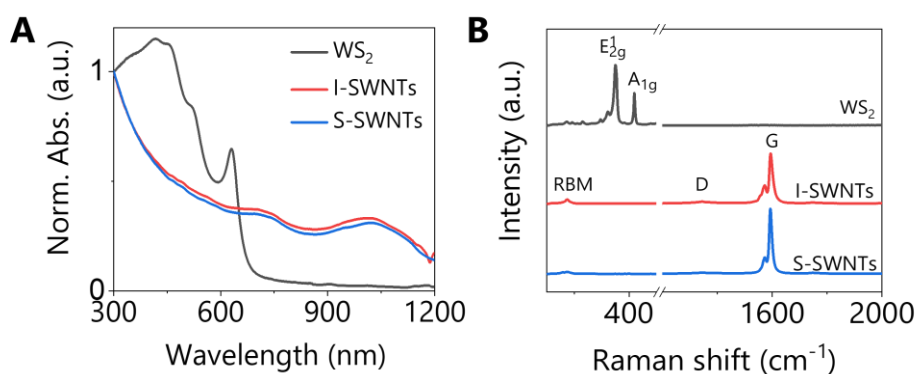 A
Norm. Abs. (a.u.)
1
0
WS₂
I-SWNTs
S-SWNTs
300
600
900
1200
Wavelength (nm)
B
Intensity (a.u.)
E¹₂g
A₁g
WS₂
RBM
D
G
I-SWNTs
S-SWNTs
400
1600
2000
Raman shift (cm⁻¹)